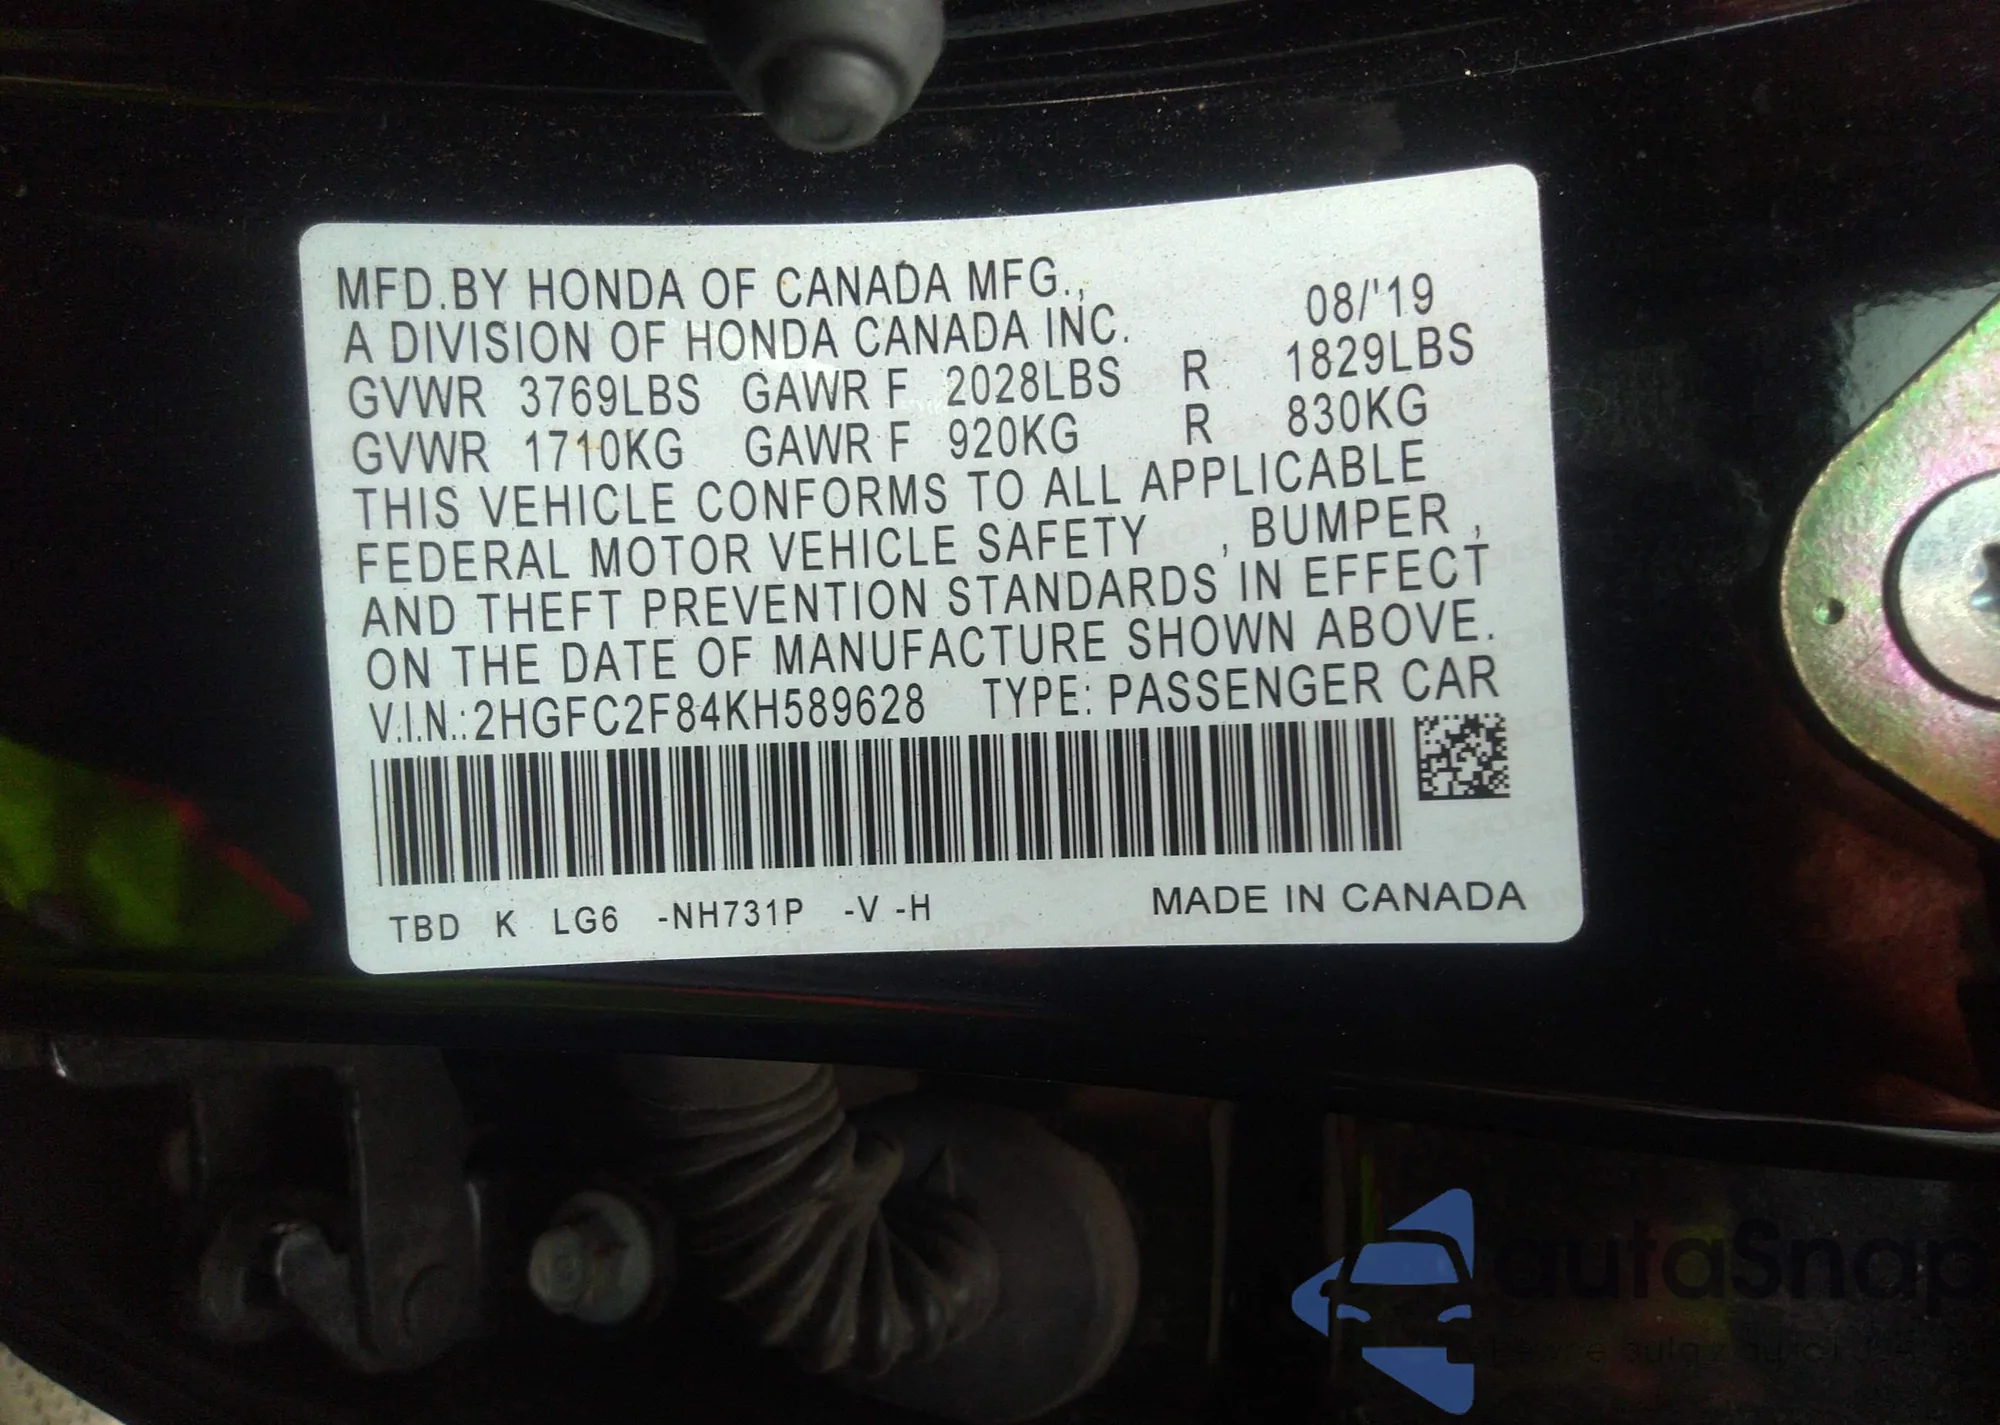 MFD.BY HONDA OF CANADA MFG.,
A DIVISION OF HONDA CANADA INC. 08/'19
GVWR 3769LBS GAWR F 2028LBS R 1829LBS
GVWR 1710KG GAWR F 920KG R 830KG
THIS VEHICLE CONFORMS TO ALL APPLICABLE
FEDERAL MOTOR VEHICLE SAFETY , BUMPER ,
AND THEFT PREVENTION STANDARDS IN EFFECT
ON THE DATE OF MANUFACTURE SHOWN ABOVE.
V.I.N.:2HGFC2F84KH589628 TYPE: PASSENGER CAR
TBD K LG6 -NH731P -V -H MADE IN CANADA
autaSnap